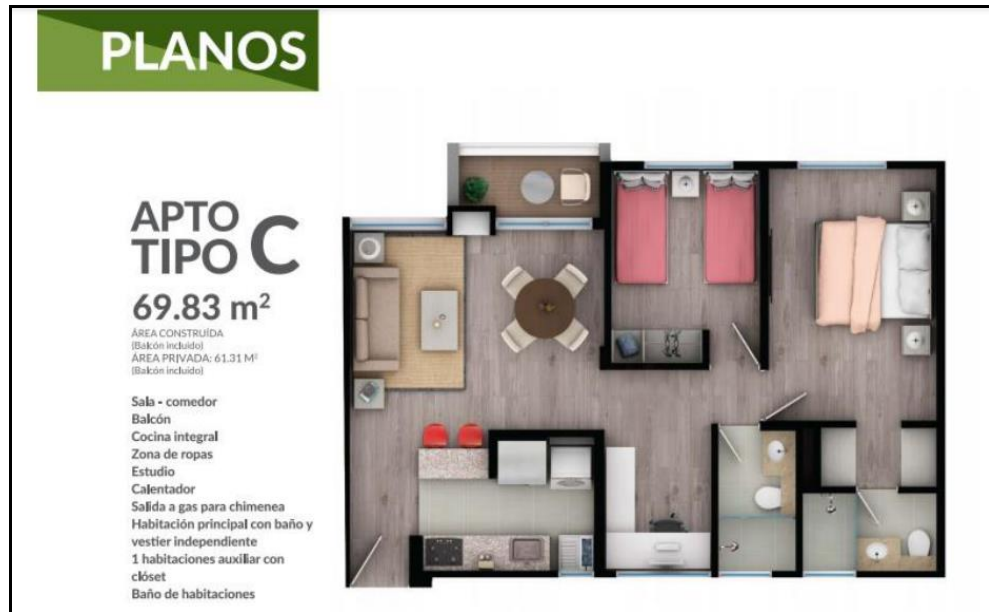 PLANOS
APTO
TIPO C
69.83 m²
ÁREA CONSTRUÍDA
(Balcón incluido)
ÁREA PRIVADA: 61.31 M²
(Balcón incluido)
Sala - comedor
Balcón
Cocina integral
Zona de ropas
Estudio
Calentador
Salida a gas para chimenea
Habitación principal con baño y
vestier independiente
1 habitaciones auxiliar con
clóset
Baño de habitaciones